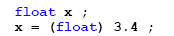 float x ;
x = (float) 3.4 ;